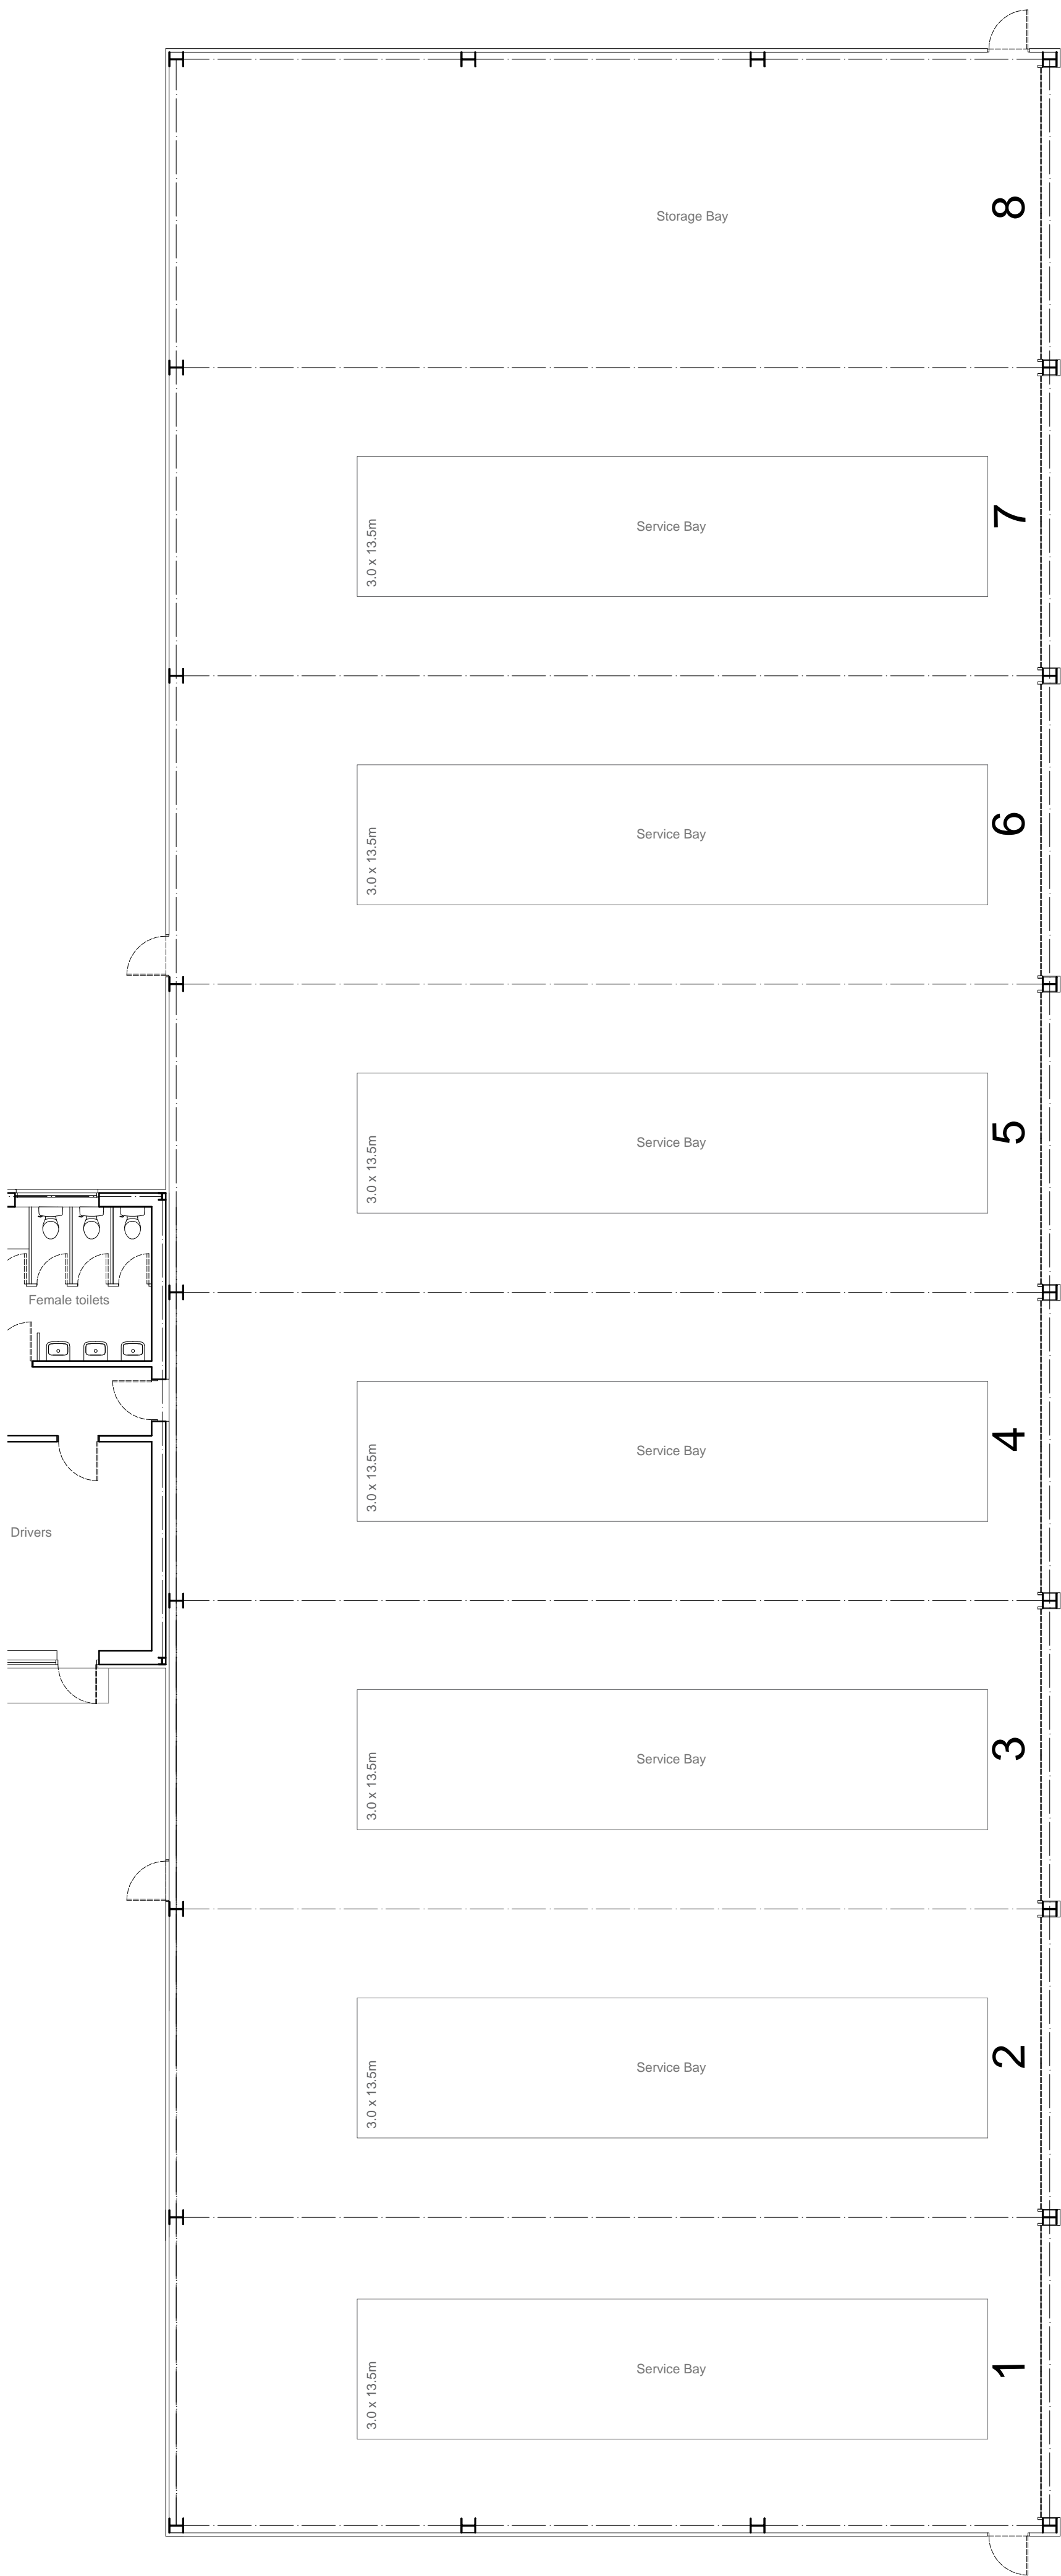 Storage Bay
8
3.0 x 13.5m
Service Bay
7
3.0 x 13.5m
Service Bay
6
3.0 x 13.5m
Service Bay
5
Female toilets
3.0 x 13.5m
Service Bay
4
Drivers
3.0 x 13.5m
Service Bay
3
3.0 x 13.5m
Service Bay
2
3.0 x 13.5m
Service Bay
1